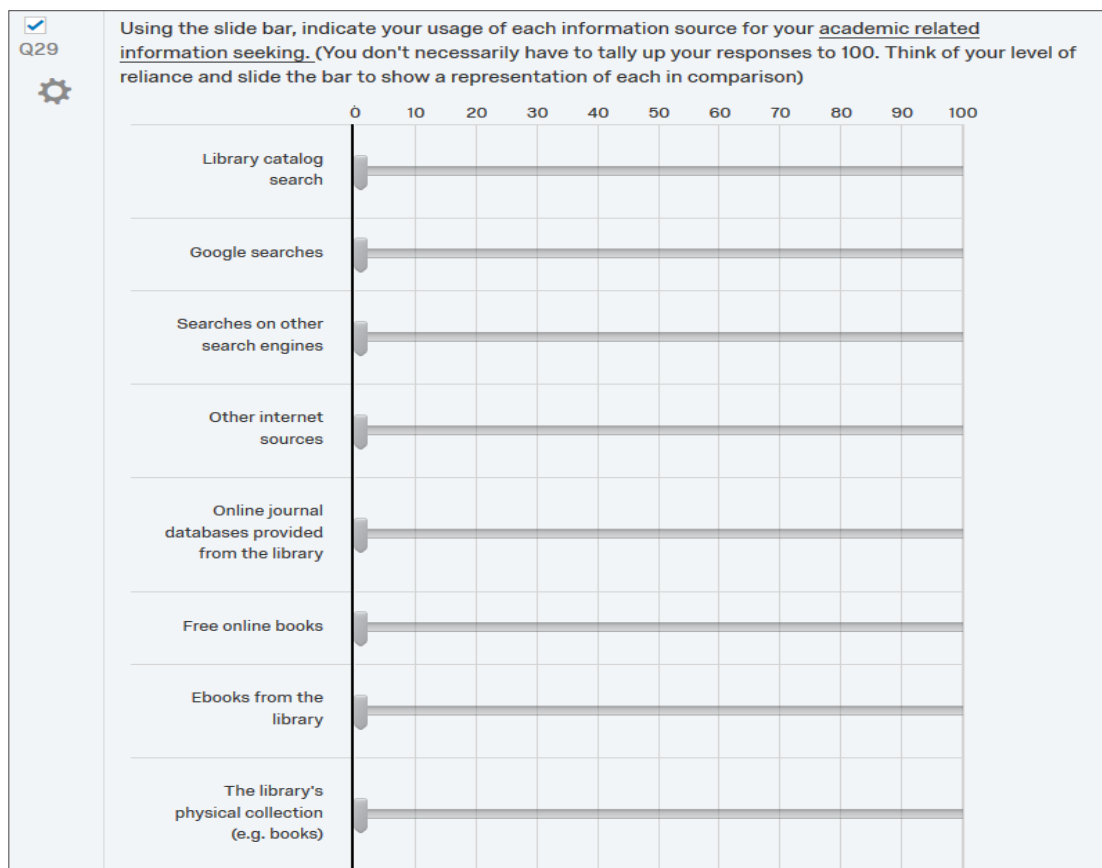 Q29
Using the slide bar, indicate your usage of each information source for your academic related
information seeking. (You don't necessarily have to tally up your responses to 100. Think of your level of
reliance and slide the bar to show a representation of each in comparison)
0 10 20 30 40 50 60 70 80 90 100
Library catalog
search
Google searches
Searches on other
search engines
Other internet
sources
Online journal
databases provided
from the library
Free online books
Ebooks from the
library
The library's
physical collection
(e.g. books)